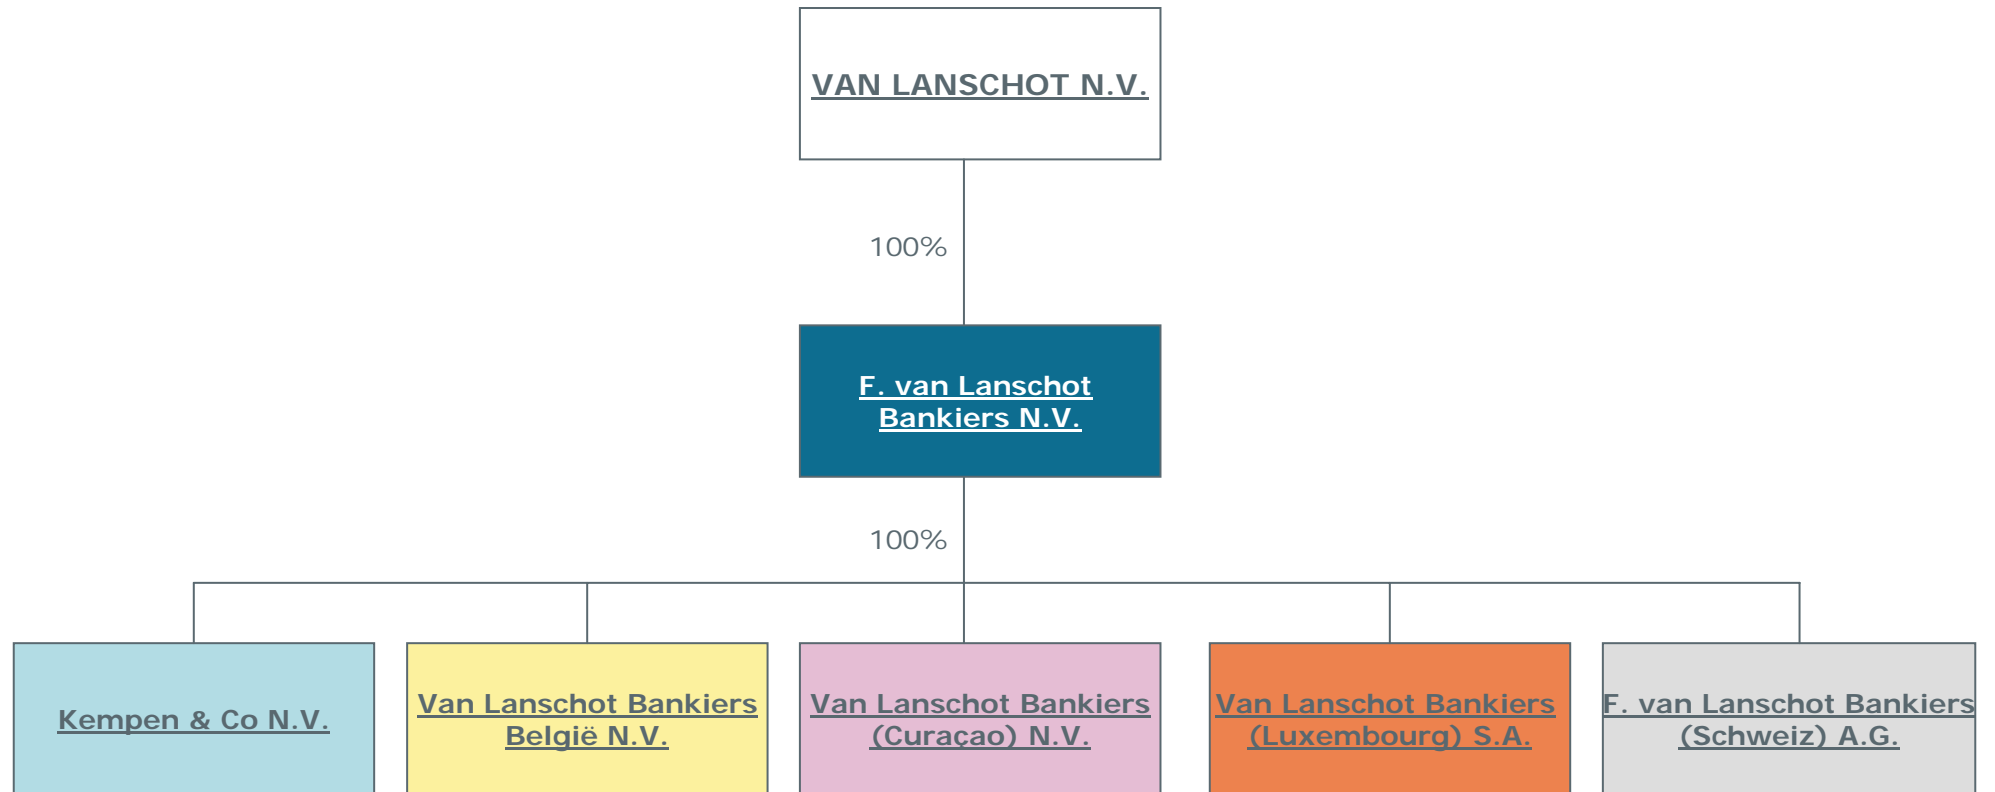 VAN LANSCHOT N.V.
100%
F. van Lanschot
Bankiers N.V.
100%
Kempen & Co N.V.
Van Lanschot Bankiers
België N.V.
Van Lanschot Bankiers
(Curaçao) N.V.
Van Lanschot Bankiers
(Luxembourg) S.A.
F. van Lanschot Bankiers
(Schweiz) A.G.